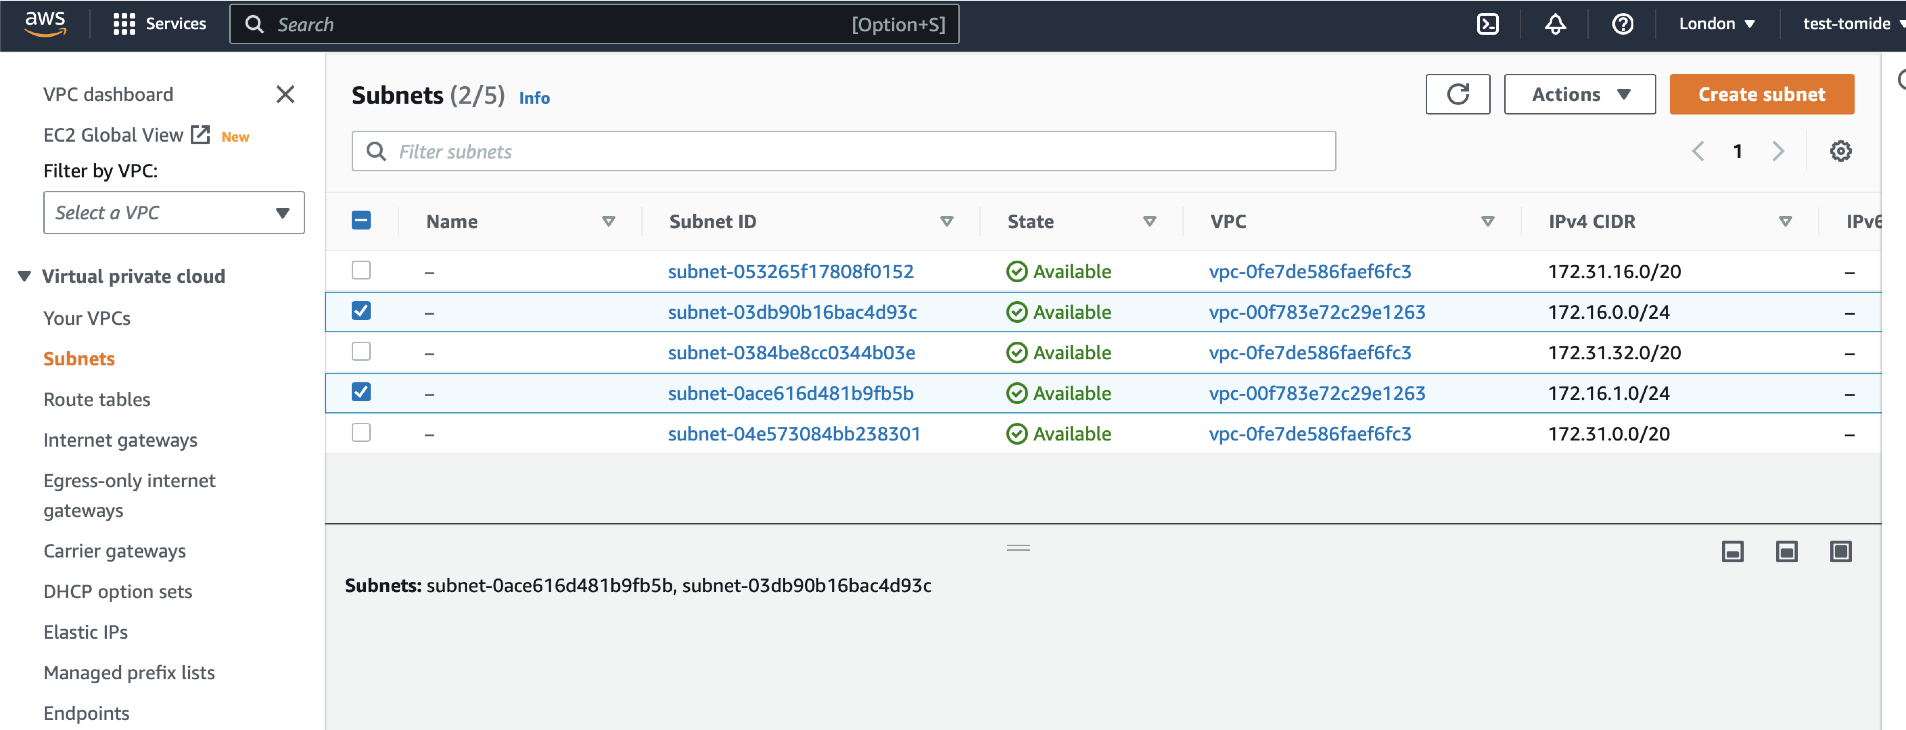 aws Services Search [Option+S] London test-tomide
VPC dashboard
EC2 Global View New
Filter by VPC:
Select a VPC
Virtual private cloud
Your VPCs
Subnets
Route tables
Internet gateways
Egress-only internet
gateways
Carrier gateways
DHCP option sets
Elastic IPs
Managed prefix lists
Endpoints
Subnets (2/5) Info
Actions Create subnet
Filter subnets
1
Name Subnet ID State VPC IPv4 CIDR IPv6
– subnet-053265f17808f0152 Available vpc-0fe7de586faef6fc3 172.31.16.0/20 –
– subnet-03db90b16bac4d93c Available vpc-00f783e72c29e1263 172.16.0.0/24 –
– subnet-0384be8cc0344b03e Available vpc-0fe7de586faef6fc3 172.31.32.0/20 –
– subnet-0ace616d481b9fb5b Available vpc-00f783e72c29e1263 172.16.1.0/24 –
– subnet-04e573084bb238301 Available vpc-0fe7de586faef6fc3 172.31.0.0/20 –
Subnets: subnet-0ace616d481b9fb5b, subnet-03db90b16bac4d93c